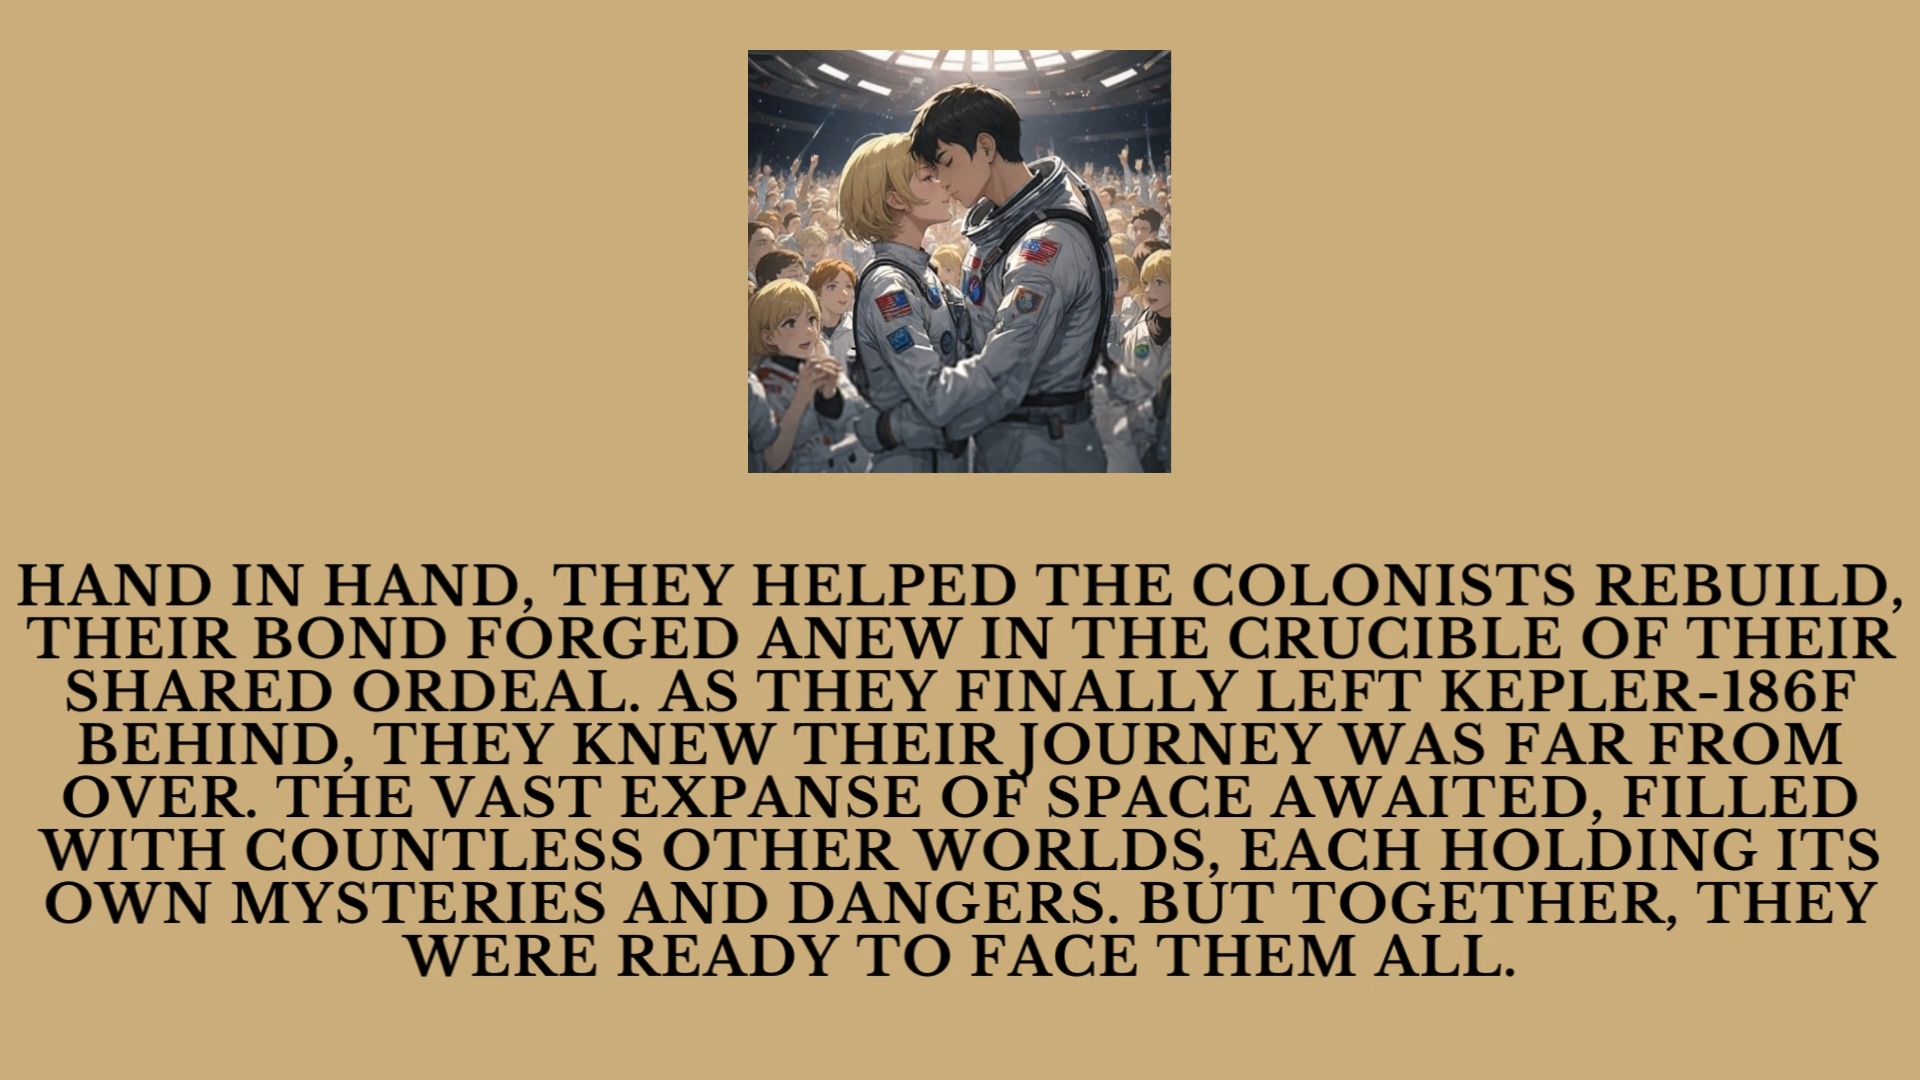 HAND IN HAND, THEY HELPED THE COLONISTS REBUILD,
THEIR BOND FORGED ANEW IN THE CRUCIBLE OF THEIR
SHARED ORDEAL. AS THEY FINALLY LEFT KEPLER-186F
BEHIND, THEY KNEW THEIR JOURNEY WAS FAR FROM
OVER. THE VAST EXPANSE OF SPACE AWAITED, FILLED
WITH COUNTLESS OTHER WORLDS, EACH HOLDING ITS
OWN MYSTERIES AND DANGERS. BUT TOGETHER, THEY
WERE READY TO FACE THEM ALL.